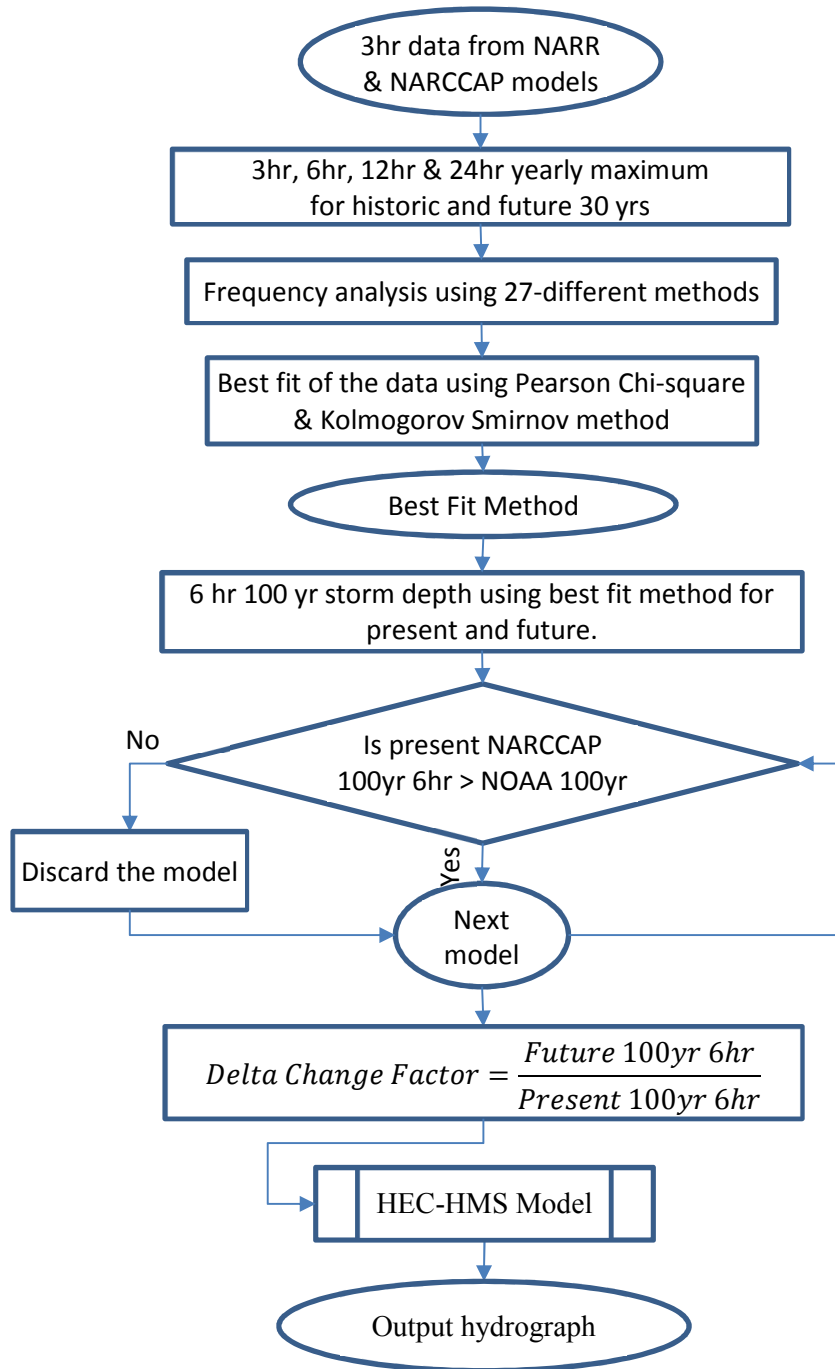 3hr data from NARR
& NARCCAP models
3hr, 6hr, 12hr & 24hr yearly maximum
for historic and future 30 yrs
Frequency analysis using 27-different methods
Best fit of the data using Pearson Chi-square
& Kolmogorov Smirnov method
Best Fit Method
6 hr 100 yr storm depth using best fit method for
present and future.
No
Is present NARCCAP
100yr 6hr > NOAA 100yr
Discard the model
Yes
Next
model
Delta Change Factor = Future 100yr 6hr / Present 100yr 6hr
HEC-HMS Model
Output hydrograph